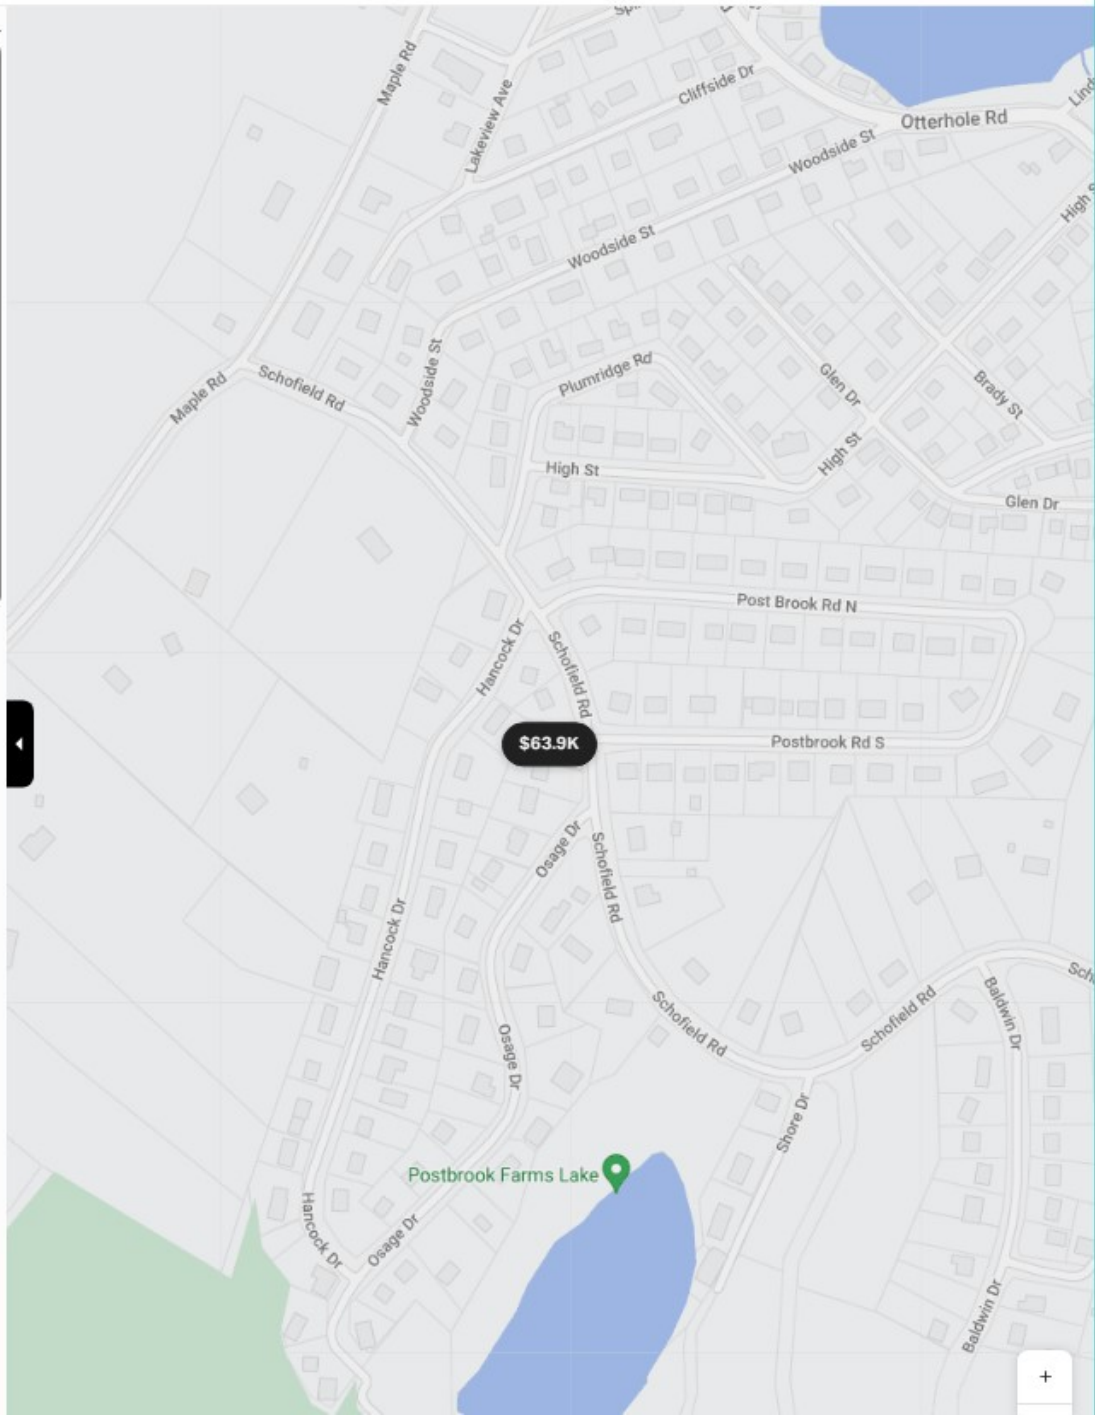 Maple Rd
Lakeview Ave
Cliffside Dr
Otterhole Rd
Woodside St
Woodside St
Woodside St
Maple Rd
Schofield Rd
Plumridge Rd
Glen Dr
Brady St
High St
High St
Glen Dr
Post Brook Rd N
Hancock Dr
Schofield Rd
$63.9K
Postbrook Rd S
Osage Dr
Schofield Rd
Hancock Dr
Schofield Rd
Schofield Rd
Baldwin Dr
Osage Dr
Shore Dr
Postbrook Farms Lake
Hancock Dr
Osage Dr
Baldwin Dr
+